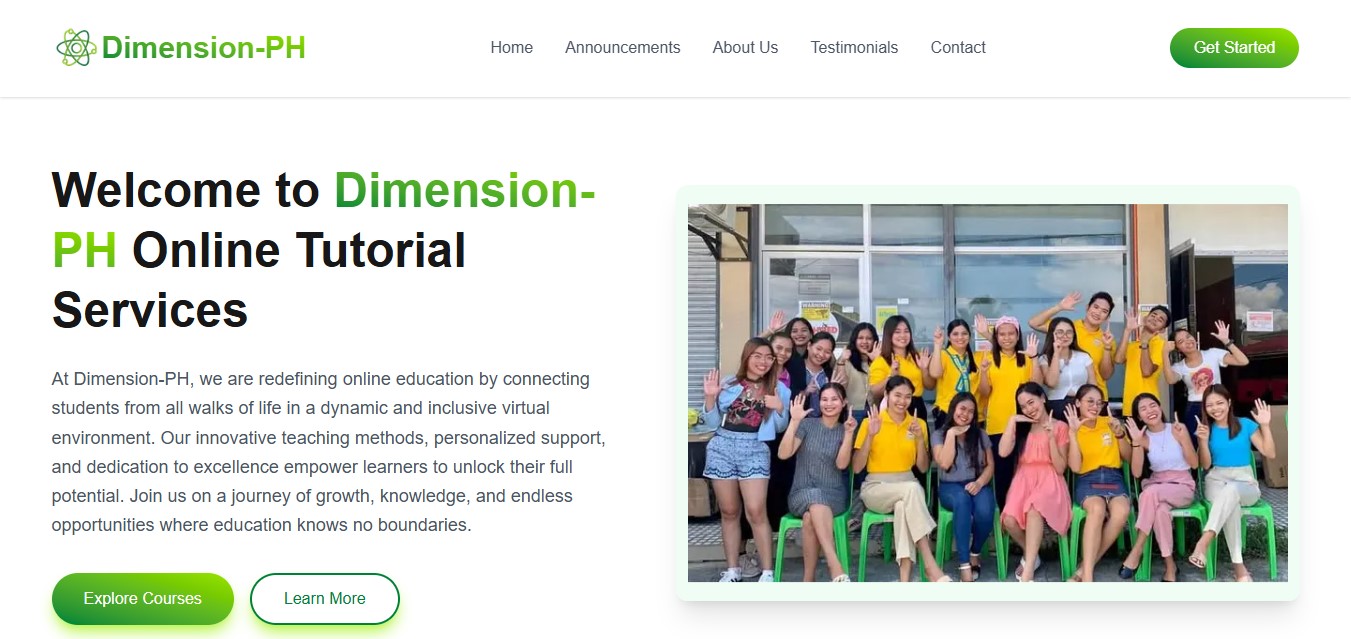 Dimension-PH
Home
Announcements
About Us
Testimonials
Contact
Get Started
Welcome to Dimension-
PH Online Tutorial
Services
At Dimension-PH, we are redefining online education by connecting
students from all walks of life in a dynamic and inclusive virtual
environment. Our innovative teaching methods, personalized support,
and dedication to excellence empower learners to unlock their full
potential. Join us on a journey of growth, knowledge, and endless
opportunities where education knows no boundaries.
Explore Courses
Learn More
WARNING